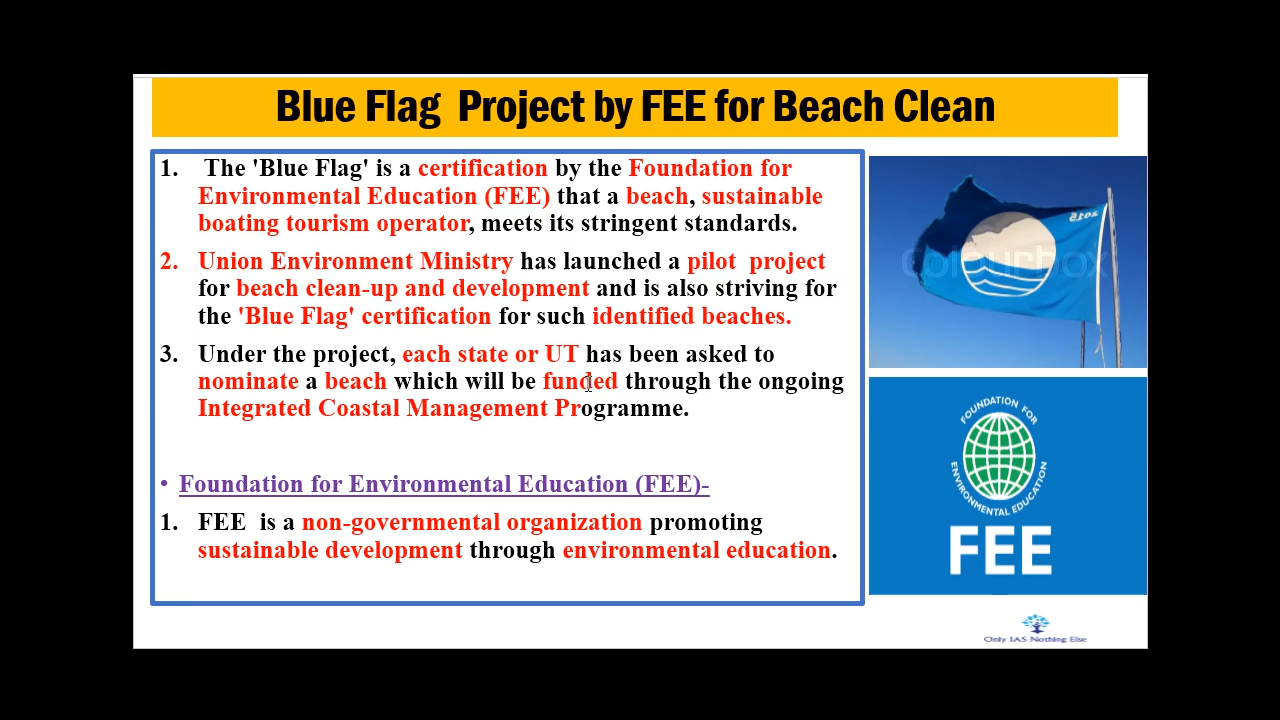 Blue Flag Project by FEE for Beach Clean
1. The 'Blue Flag' is a certification by the Foundation for
Environmental Education (FEE) that a beach, sustainable
boating tourism operator, meets its stringent standards.
2. Union Environment Ministry has launched a pilot project
for beach clean-up and development and is also striving for
the 'Blue Flag' certification for such identified beaches.
3. Under the project, each state or UT has been asked to
nominate a beach which will be funded through the ongoing
Integrated Coastal Management Programme.
• Foundation for Environmental Education (FEE)-
1. FEE is a non-governmental organization promoting
sustainable development through environmental education.
2015
Colourbox
FOUNDATION FOR
ENVIRONMENTAL EDUCATION
FEE
Only IAS Nothing Else